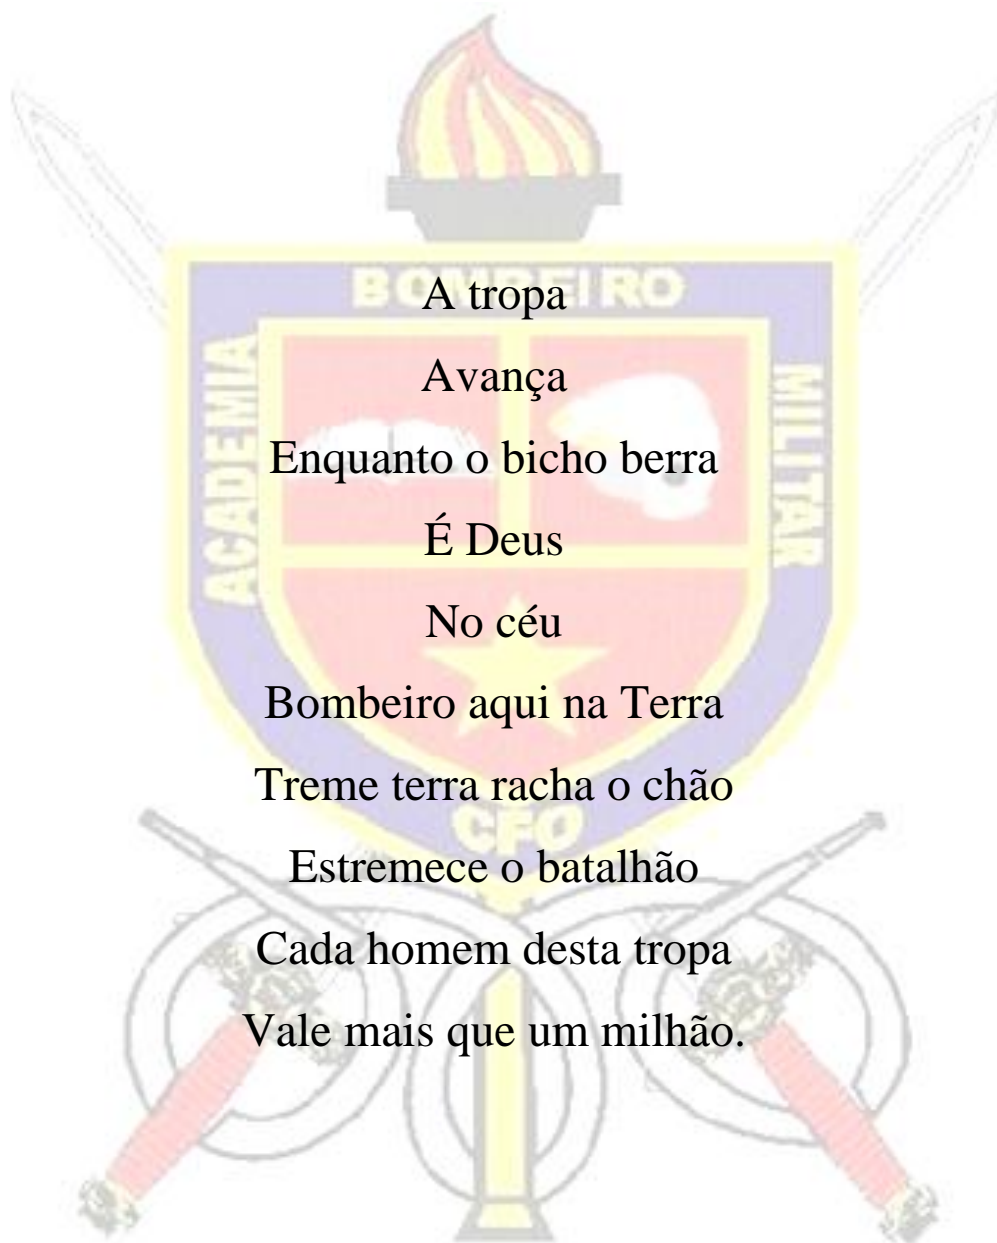 BOMBEIRO
ACADEMIA
MILITAR
A tropa
Avança
Enquanto o bicho berra
É Deus
No céu
Bombeiro aqui na Terra
Treme terra racha o chão
CFO
Estremece o batalhão
Cada homem desta tropa
Vale mais que um milhão.